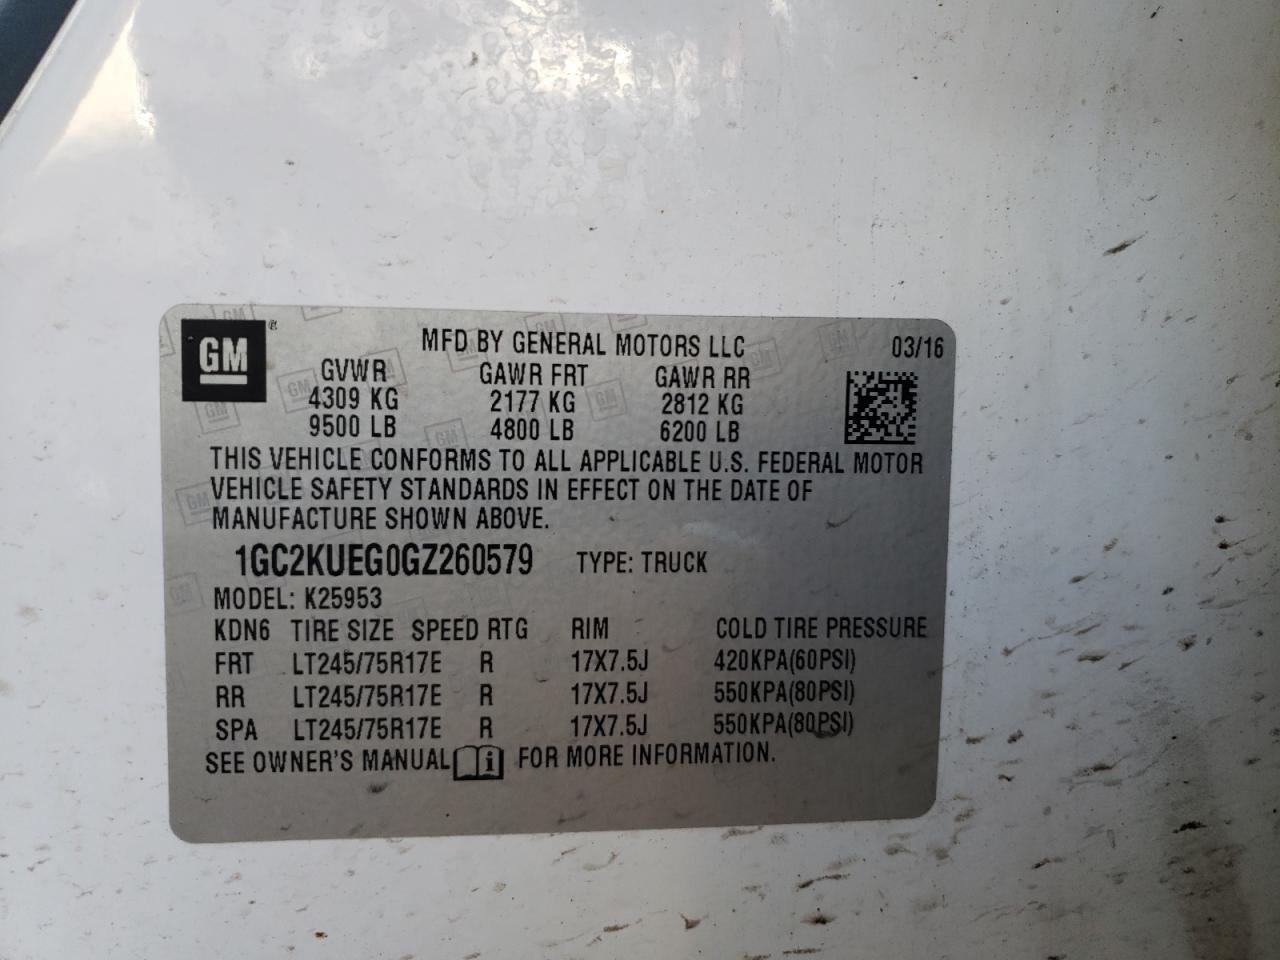 GM ®
MFD BY GENERAL MOTORS LLC 03/16
GVWR GAWR FRT GAWR RR
4309 KG 2177 KG 2812 KG
9500 LB 4800 LB 6200 LB
THIS VEHICLE CONFORMS TO ALL APPLICABLE U.S. FEDERAL MOTOR
VEHICLE SAFETY STANDARDS IN EFFECT ON THE DATE OF
MANUFACTURE SHOWN ABOVE.
1GC2KUEG0GZ260579 TYPE: TRUCK
MODEL: K25953
KDN6 TIRE SIZE SPEED RTG RIM COLD TIRE PRESSURE
FRT LT245/75R17E R 17X7.5J 420KPA(60PSI)
RR LT245/75R17E R 17X7.5J 550KPA(80PSI)
SPA LT245/75R17E R 17X7.5J 550KPA(80PSI)
SEE OWNER'S MANUAL i FOR MORE INFORMATION.